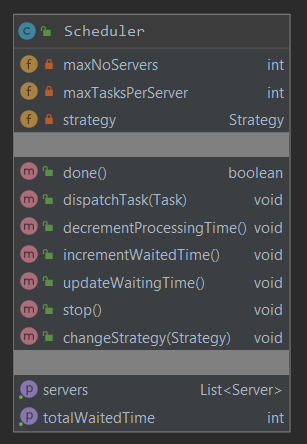 C Scheduler
f maxNoServers int
f maxTasksPerServer int
f strategy Strategy
m done() boolean
m dispatchTask(Task) void
m decrementProcessingTime() void
m incrementWaitedTime() void
m updateWaitingTime() void
m stop() void
m changeStrategy(Strategy) void
p servers List<Server>
p totalWaitedTime int